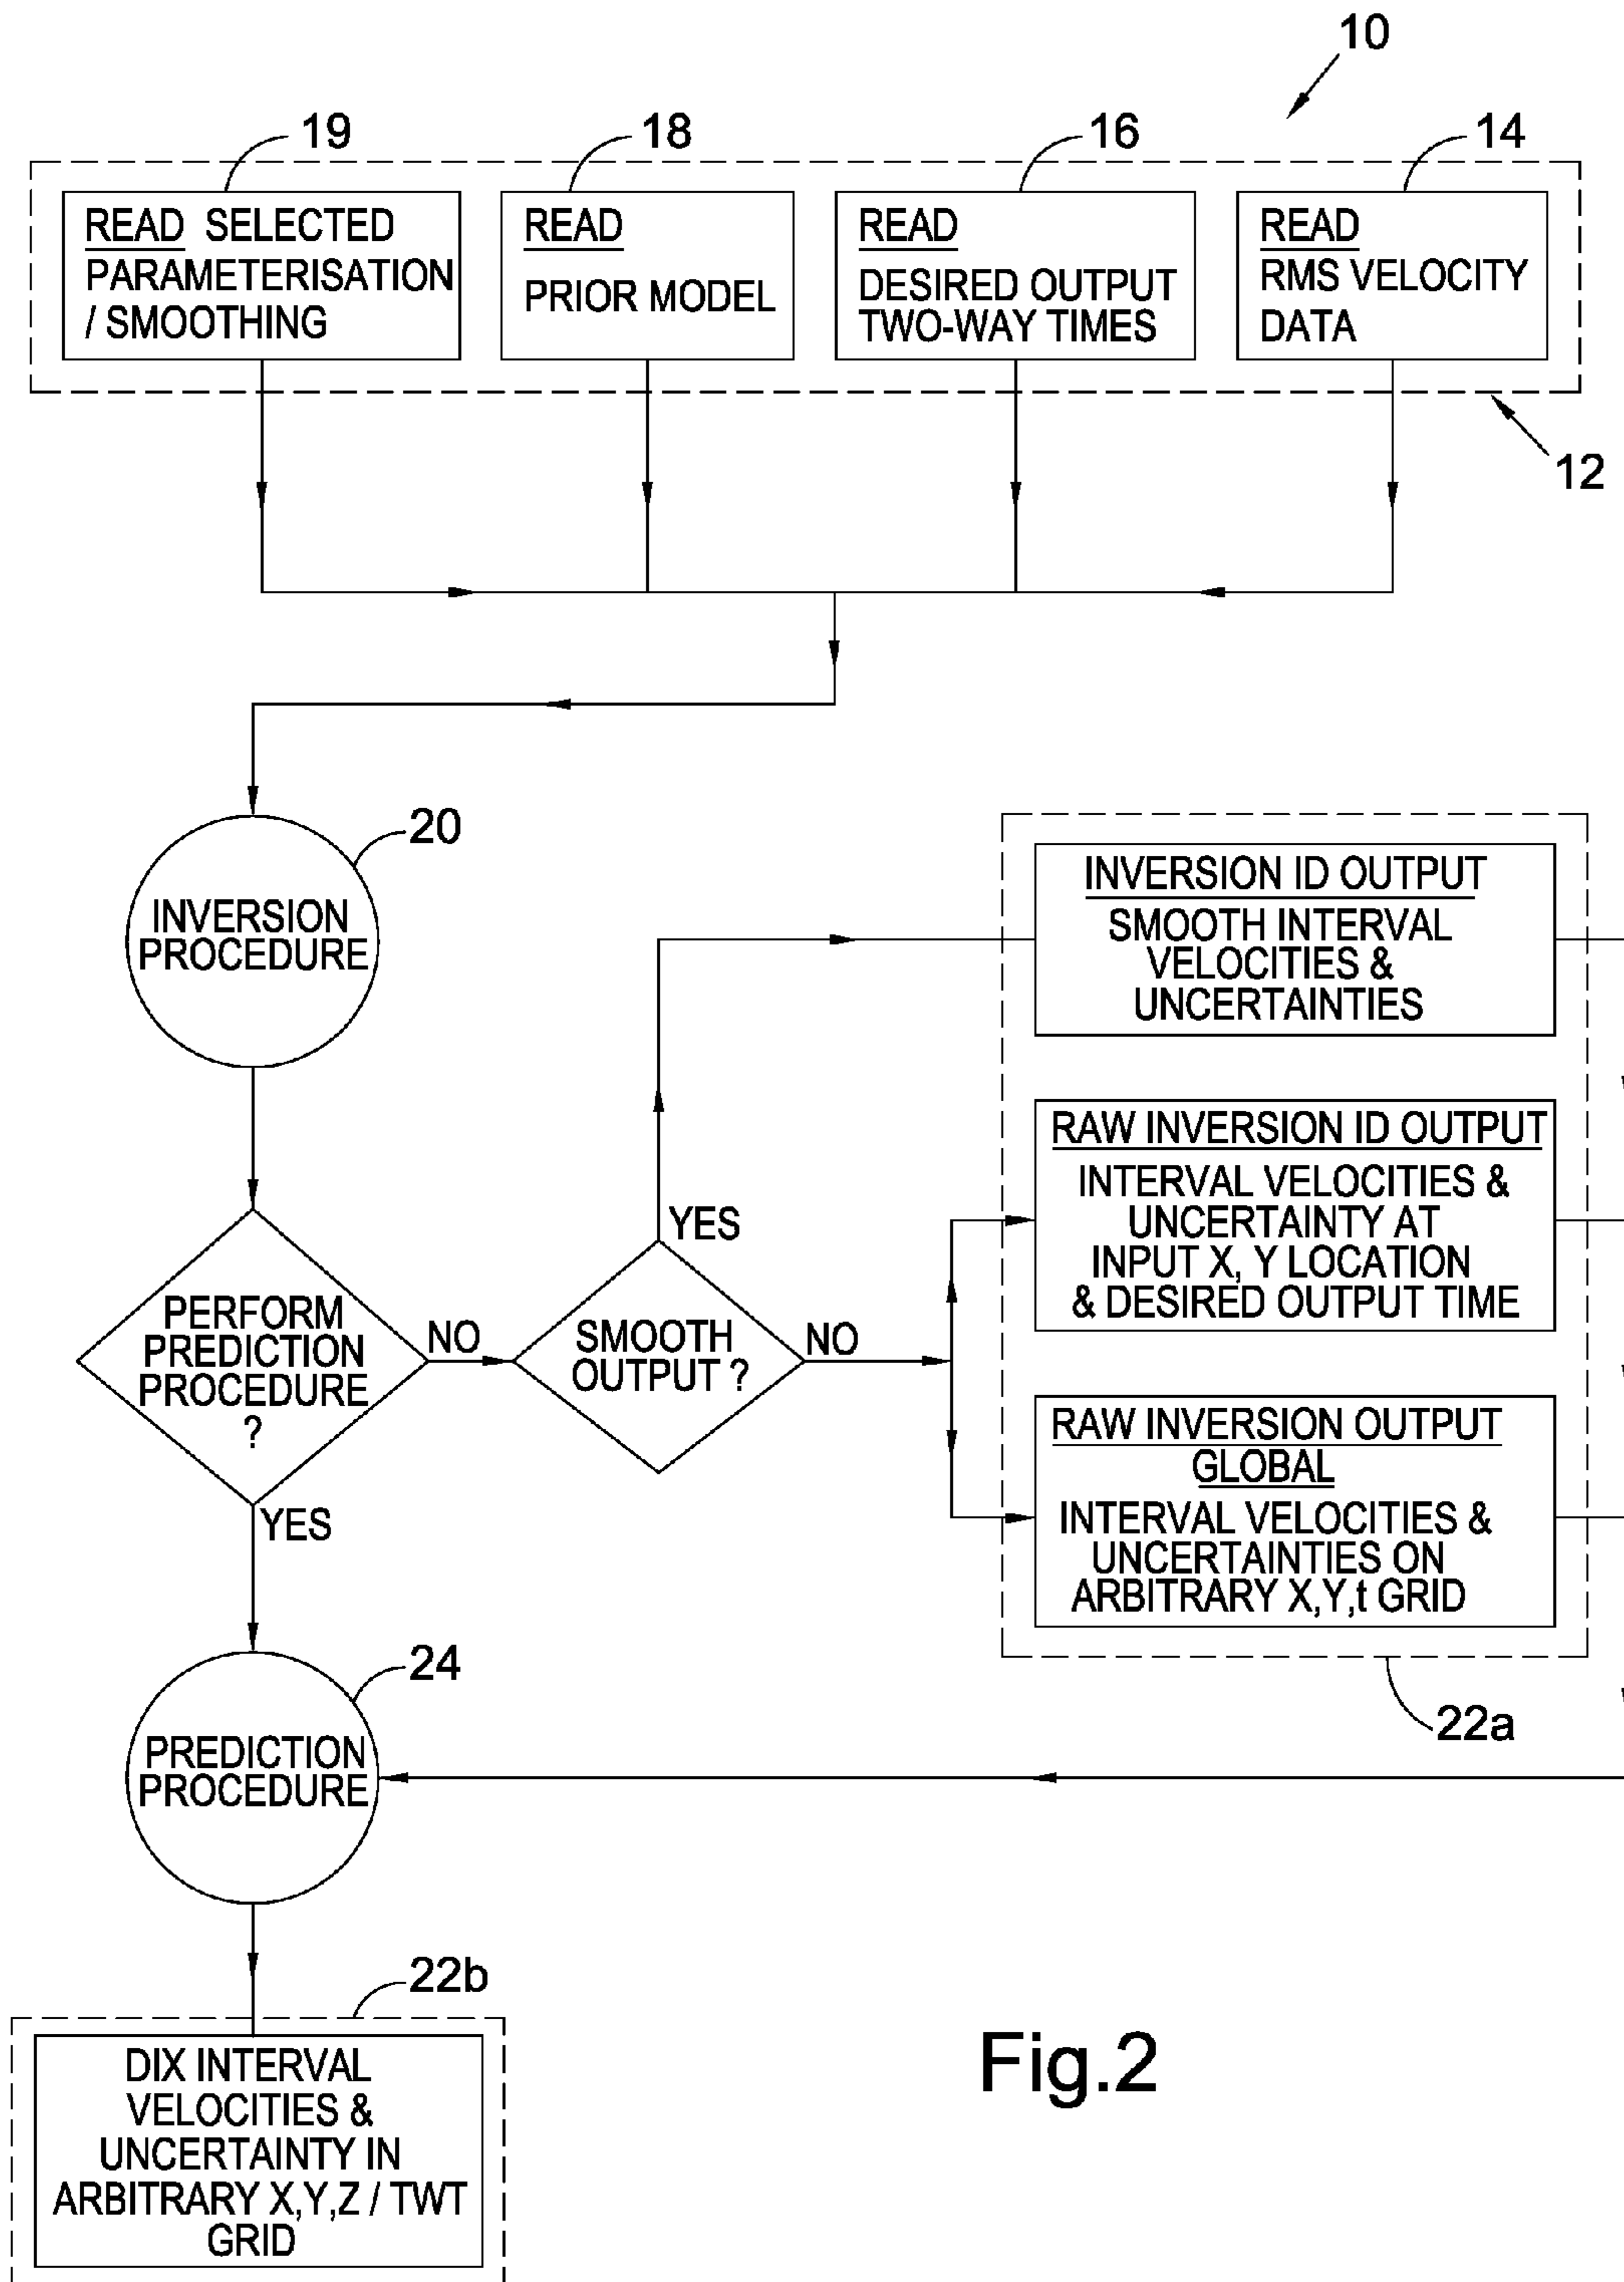 10
19
18
16
14
READ SELECTED
PARAMETERISATION
/ SMOOTHING
READ
PRIOR MODEL
READ
DESIRED OUTPUT
TWO-WAY TIMES
READ
RMS VELOCITY
DATA
12
20
INVERSION
PROCEDURE
INVERSION ID OUTPUT
SMOOTH INTERVAL
VELOCITIES &
UNCERTAINTIES
RAW INVERSION ID OUTPUT
INTERVAL VELOCITIES &
UNCERTAINTY AT
INPUT X, Y LOCATION
& DESIRED OUTPUT TIME
YES
PERFORM
PREDICTION
PROCEDURE
?
NO
SMOOTH
OUTPUT ?
NO
RAW INVERSION OUTPUT
GLOBAL
INTERVAL VELOCITIES &
UNCERTAINTIES ON
ARBITRARY X,Y,t GRID
YES
24
22a
PREDICTION
PROCEDURE
22b
DIX INTERVAL
VELOCITIES &
UNCERTAINTY IN
ARBITRARY X,Y,Z / TWT
GRID
Fig.2